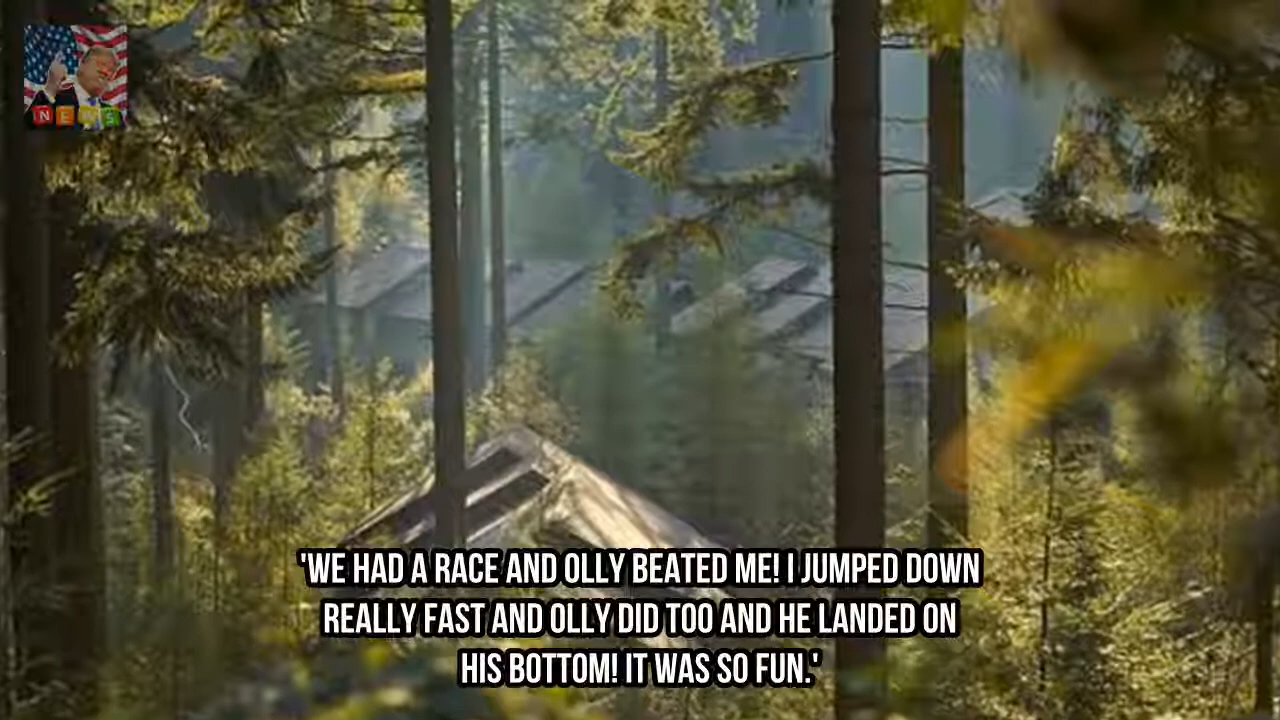 NEWS
'WE HAD A RACE AND OLLY BEATED ME! I JUMPED DOWN
REALLY FAST AND OLLY DID TOO AND HE LANDED ON
HIS BOTTOM! IT WAS SO FUN.'